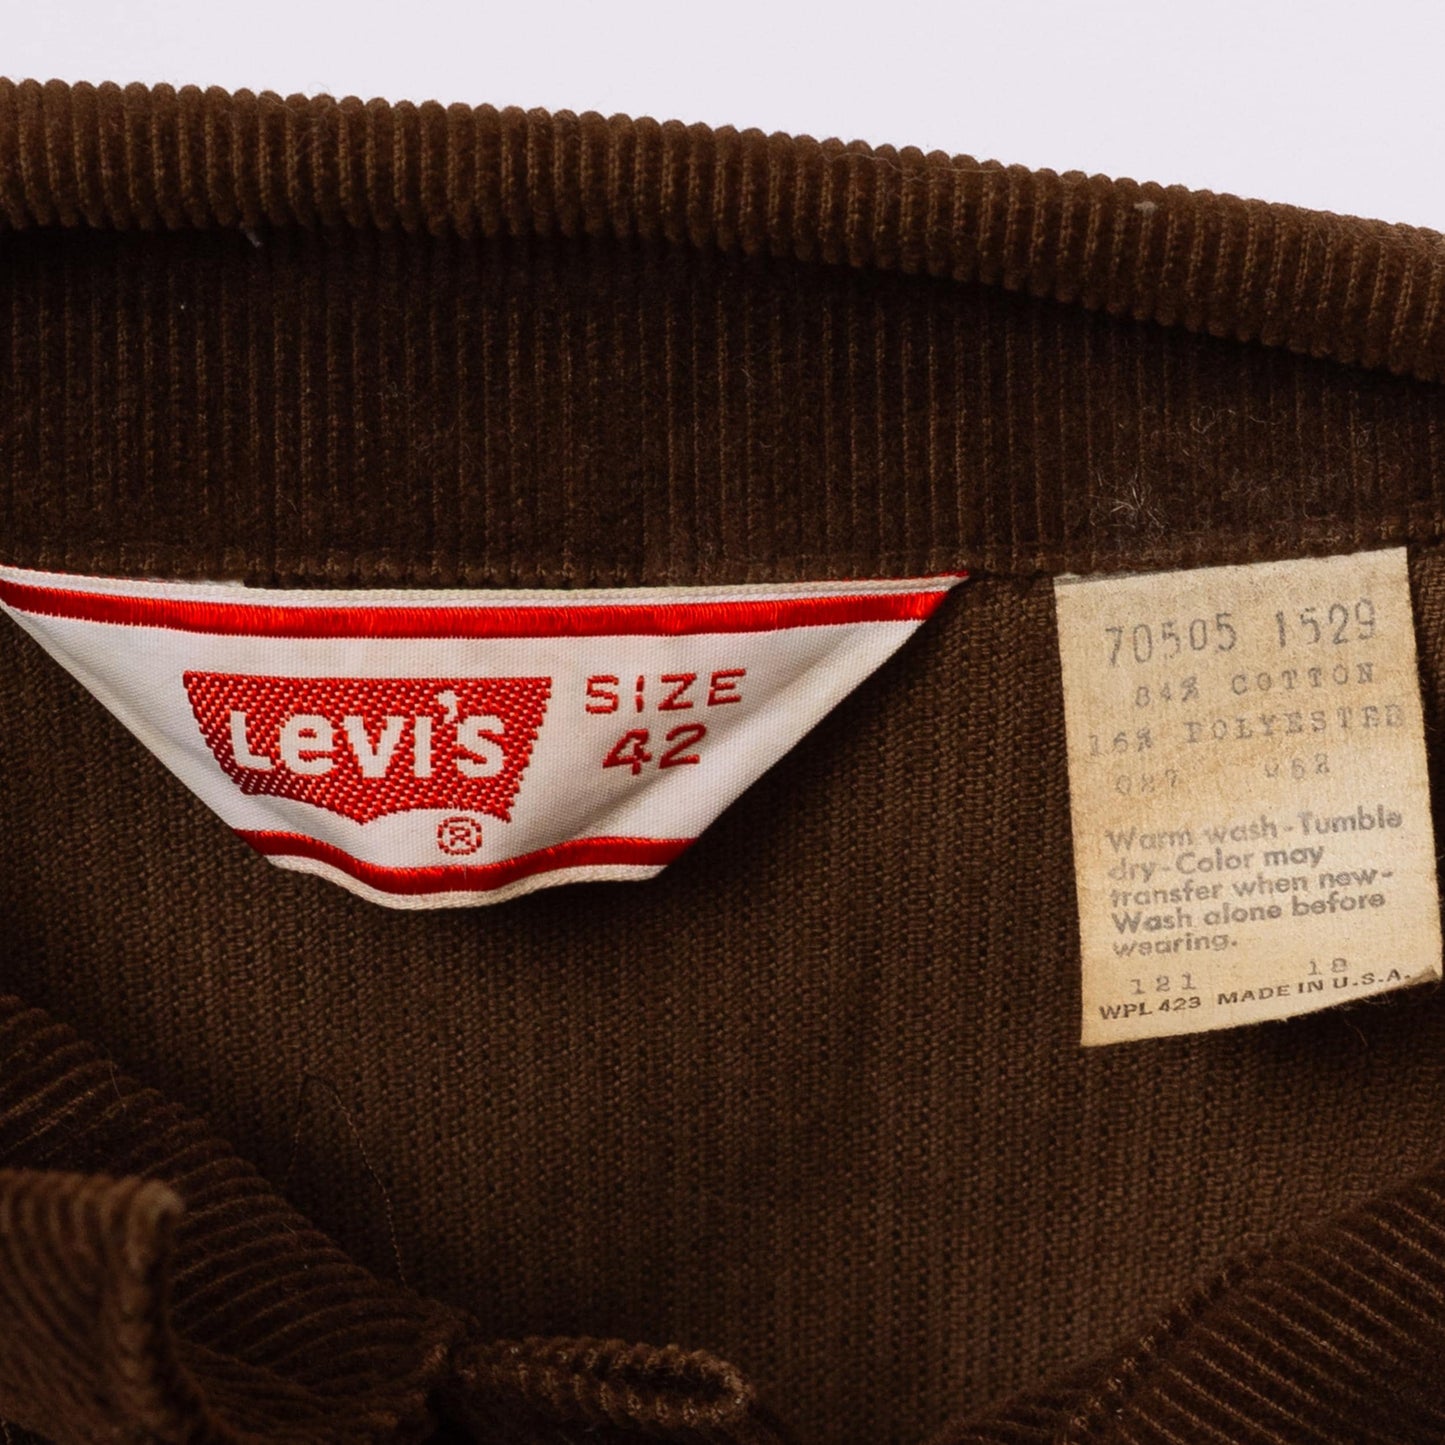 Levi's
®
SIZE
42
70505 1529
84% COTTON
16% POLYESTER
Warm wash-Tumble
dry-Color may
transfer when new-
Wash alone before
wearing.
121 18
WPL 423 MADE IN U.S.A.